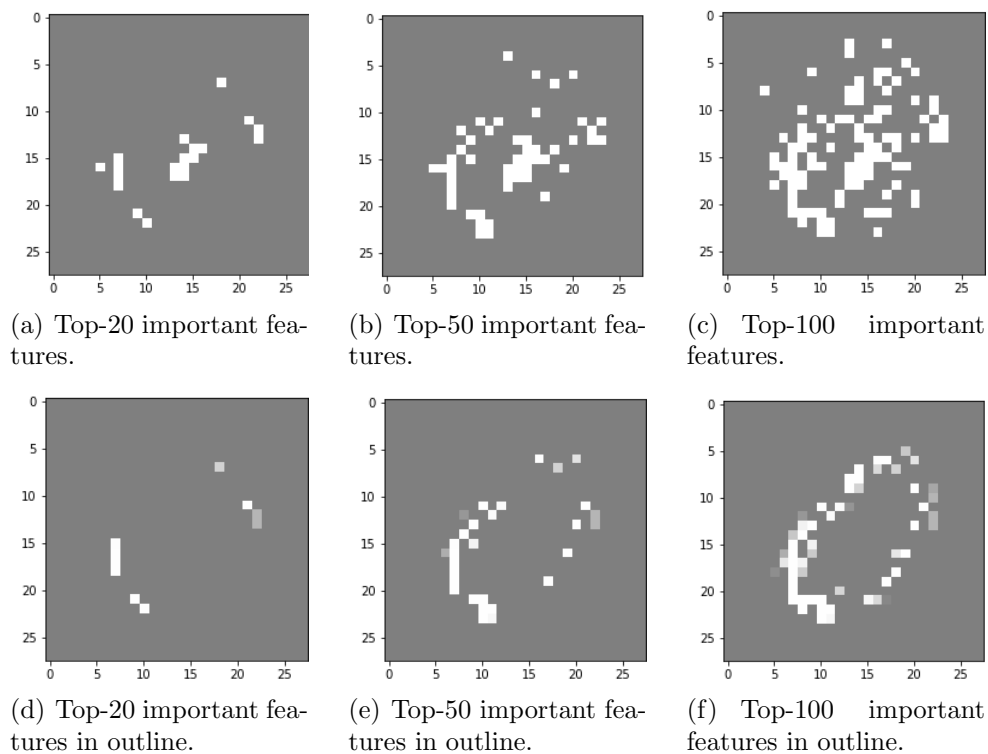 0
5
10
15
20
25
0 5 10 15 20 25
0
5
10
15
20
25
0 5 10 15 20 25
0
5
10
15
20
25
0 5 10 15 20 25
(a) Top-20 important fea-
tures.
(b) Top-50 important fea-
tures.
(c) Top-100 important
features.
0
5
10
15
20
25
0 5 10 15 20 25
0
5
10
15
20
25
0 5 10 15 20 25
0
5
10
15
20
25
0 5 10 15 20 25
(d) Top-20 important fea-
tures in outline.
(e) Top-50 important fea-
tures in outline.
(f) Top-100 important
features in outline.